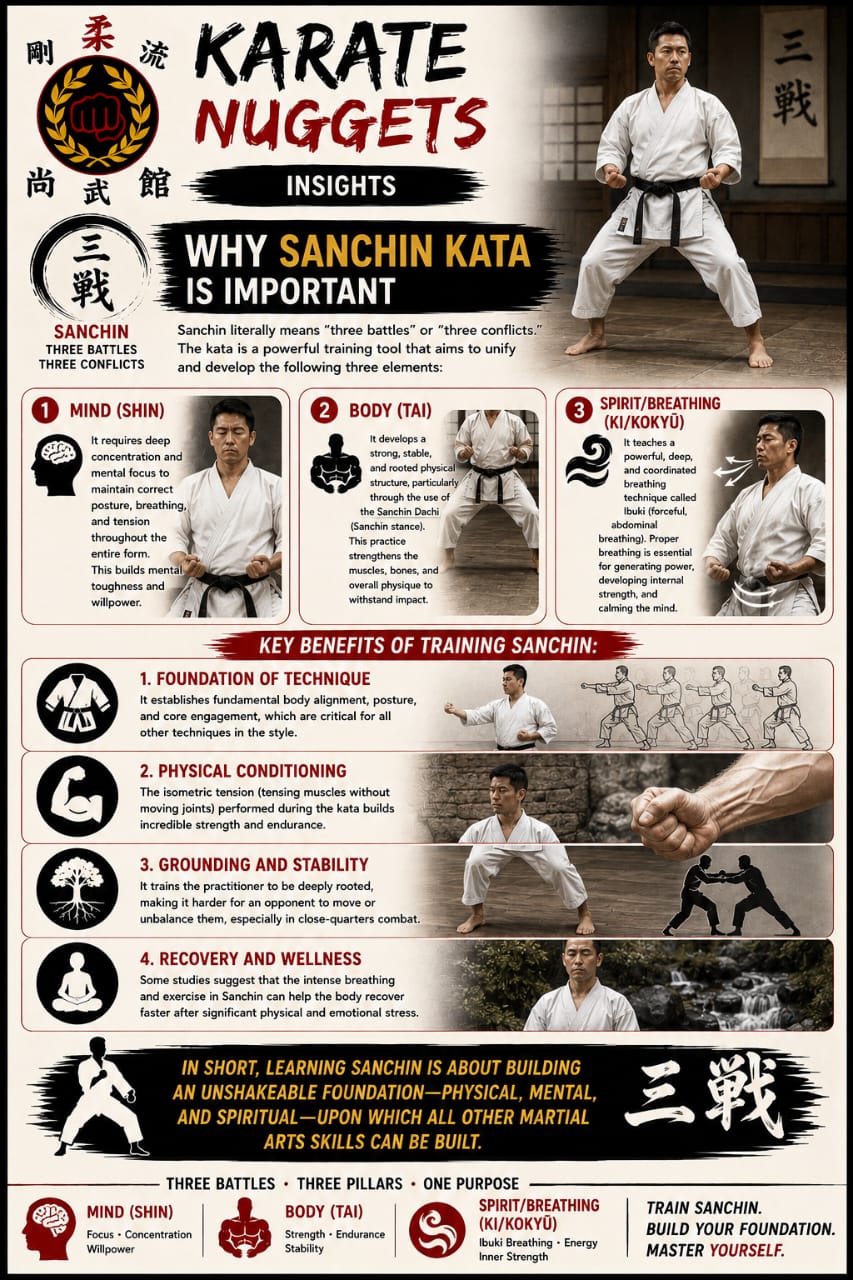 剛 柔 流
尚 武 館
KARATE
NUGGETS
INSIGHTS
三戦
三戦
SANCHIN
THREE BATTLES
THREE CONFLICTS
WHY SANCHIN KATA
IS IMPORTANT
Sanchin literally means “three battles” or “three conflicts.”
The kata is a powerful training tool that aims to unify
and develop the following three elements:
1 MIND (SHIN)
It requires deep
concentration and
mental focus to
maintain correct
posture, breathing,
and tension
throughout the
entire form.
This builds mental
toughness and
willpower.
2 BODY (TAI)
It develops a
strong, stable,
and rooted physical
structure, particularly
through the use of
the Sanchin Dachi
(Sanchin stance).
This practice
strengthens the
muscles, bones, and
overall physique to
withstand impact.
3 SPIRIT/BREATHING
(KI/KOKYŪ)
It teaches a
powerful, deep,
and coordinated
breathing
technique called
Ibuki (forceful,
abdominal
breathing). Proper
breathing is essential
for generating power,
developing internal
strength, and
calming the mind.
KEY BENEFITS OF TRAINING SANCHIN:
1. FOUNDATION OF TECHNIQUE
It establishes fundamental body alignment, posture,
and core engagement, which are critical for all
other techniques in the style.
2. PHYSICAL CONDITIONING
The isometric tension (tensing muscles without
moving joints) performed during the kata builds
incredible strength and endurance.
3. GROUNDING AND STABILITY
It trains the practitioner to be deeply rooted,
making it harder for an opponent to move or
unbalance them, especially in close-quarters combat.
4. RECOVERY AND WELLNESS
Some studies suggest that the intense breathing
and exercise in Sanchin can help the body recover
faster after significant physical and emotional stress.
IN SHORT, LEARNING SANCHIN IS ABOUT BUILDING
AN UNSHAKEABLE FOUNDATION—PHYSICAL, MENTAL,
AND SPIRITUAL—UPON WHICH ALL OTHER MARTIAL
ARTS SKILLS CAN BE BUILT.
三戦
THREE BATTLES • THREE PILLARS • ONE PURPOSE
MIND (SHIN)
Focus • Concentration
Willpower
BODY (TAI)
Strength • Endurance
Stability
SPIRIT/BREATHING
(KI/KOKYŪ)
Ibuki Breathing • Energy
Inner Strength
TRAIN SANCHIN.
BUILD YOUR FOUNDATION.
MASTER YOURSELF.